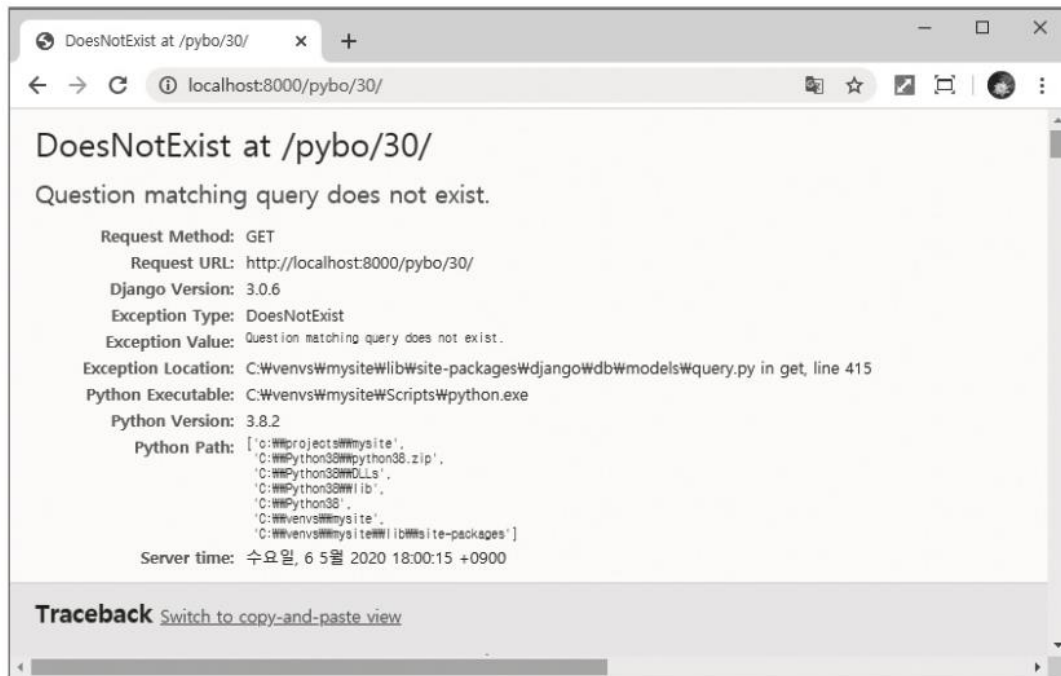 DoesNotExist at /pybo/30/
localhost:8000/pybo/30/
DoesNotExist at /pybo/30/
Question matching query does not exist.
Request Method: GET
Request URL: http://localhost:8000/pybo/30/
Django Version: 3.0.6
Exception Type: DoesNotExist
Exception Value: Question matching query does not exist.
Exception Location: C:₩venvs₩mysite₩lib₩site-packages₩django₩db₩models₩query.py in get, line 415
Python Executable: C:₩venvs₩mysite₩Scripts₩python.exe
Python Version: 3.8.2
Python Path: ['c:₩₩projects₩₩mysite',
'C:₩₩Python38₩₩python38.zip',
'C:₩₩Python38₩₩DLLs',
'C:₩₩Python38₩₩lib',
'C:₩₩Python38',
'C:₩₩venvs₩₩mysite',
'C:₩₩venvs₩₩mysite₩₩lib₩₩site-packages']
Server time: 수요일, 6 5월 2020 18:00:15 +0900
Traceback Switch to copy-and-paste view